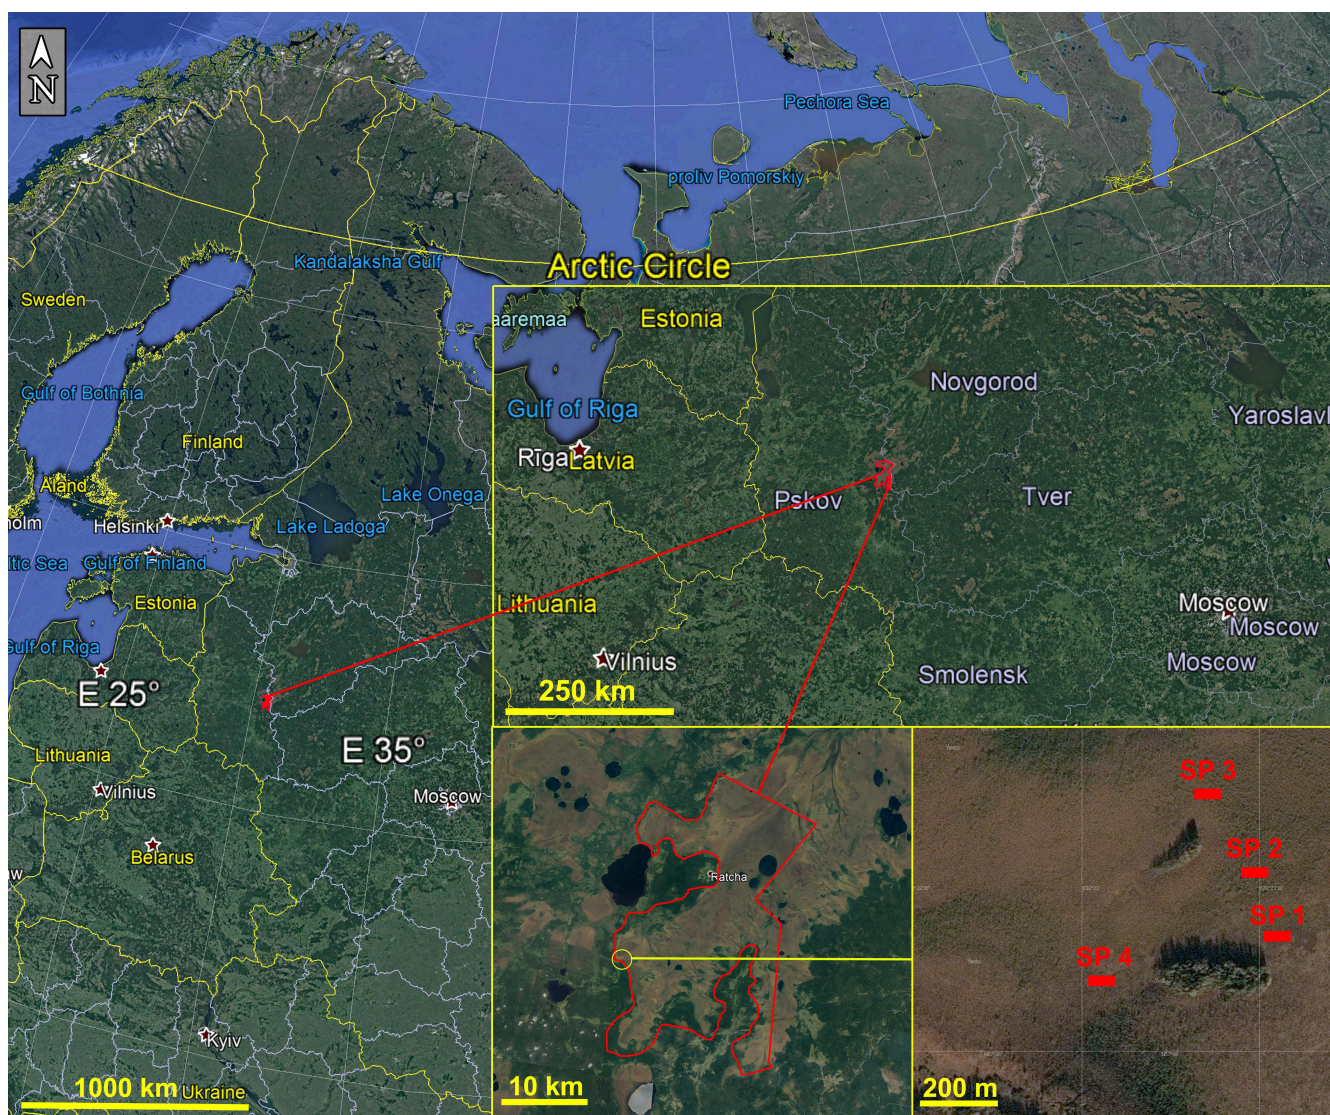 N
Pechora Sea
proliv Pomorskiy
Kandalaksha Gulf
Arctic Circle
Sweden
Gulf of Bothnia
Finland
Åland
holm
Helsinki
Lake Onega
Lake Ladoga
ltic Sea
Gulf of Finland
Estonia
Gulf of Riga
E 25°
E 35°
Lithuania
Vilnius
Moscow
Belarus
aw
Kyiv
1000 km
Ukraine
aaremaa
Estonia
Novgorod
Gulf of Riga
Yaroslavl
Rīga
Latvia
Pskov
Tver
Lithuania
Moscow
Moscow
Vilnius
Moscow
Smolensk
250 km
Ratcha
10 km
SP 3
SP 2
SP 1
SP 4
200 m